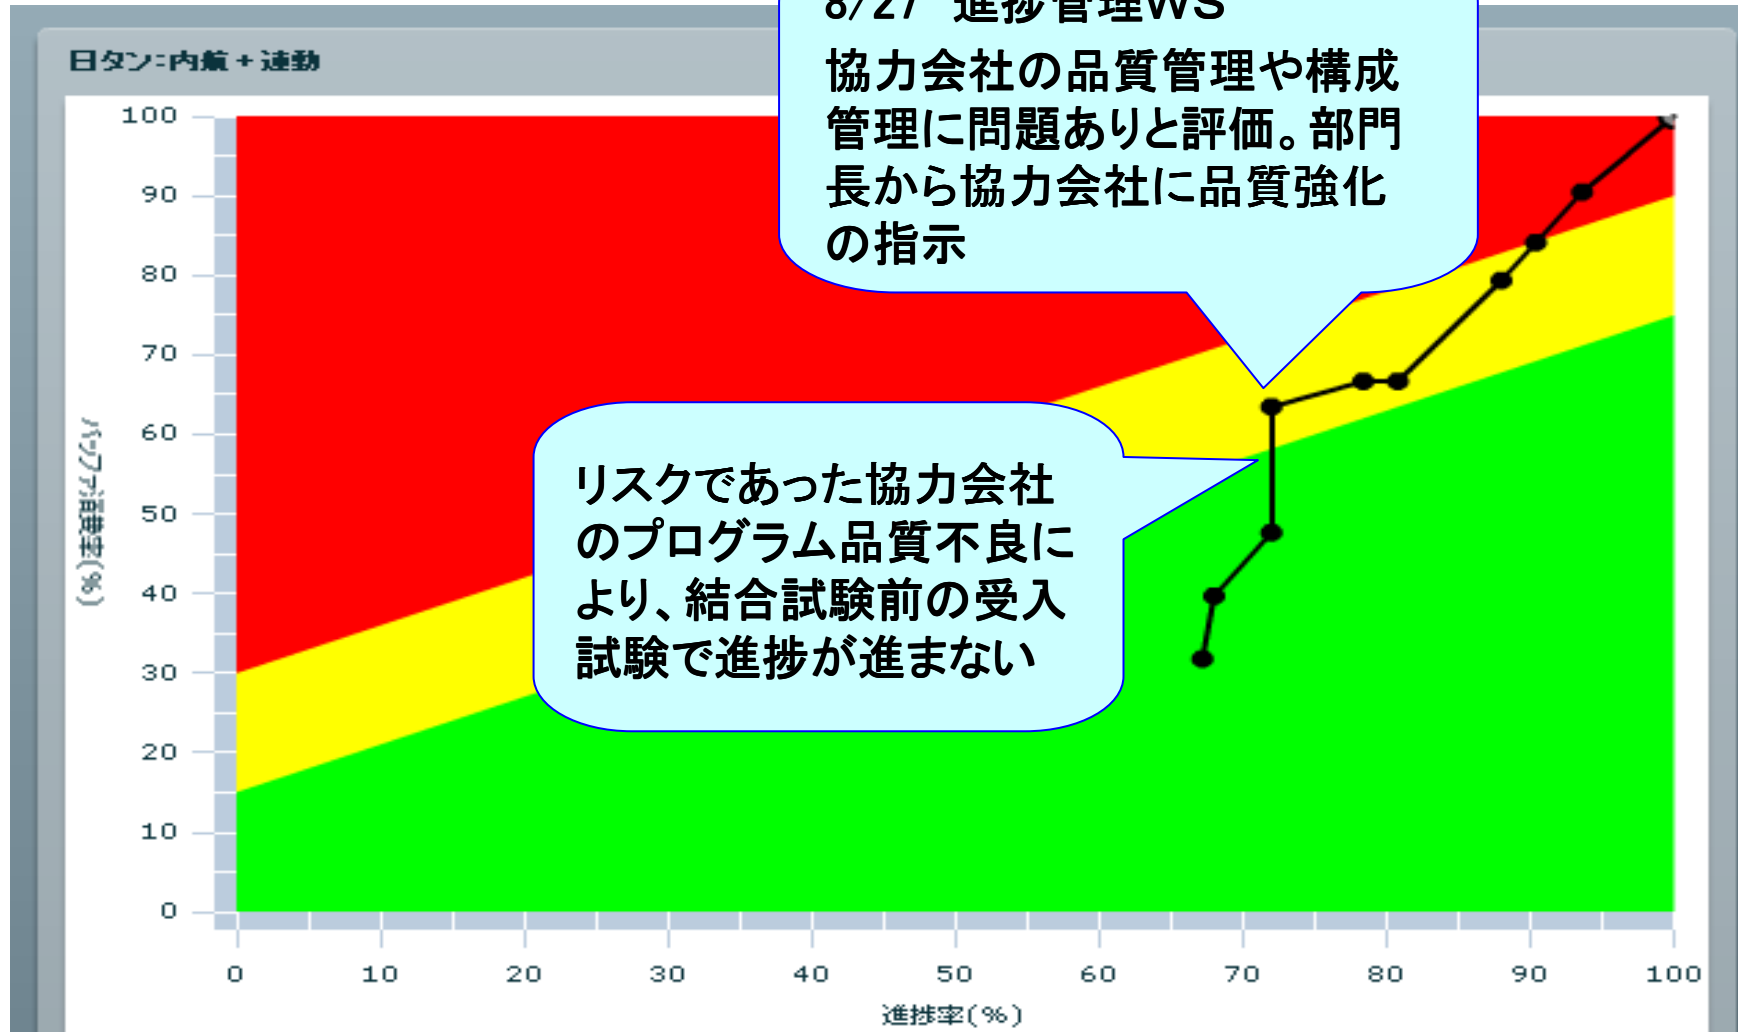 8/27 進捗管理WS
協力会社の品質管理や構成
管理に問題ありと評価。部門
長から協力会社に品質強化
の指示
日タン:内航+連動
リスクであった協力会社
のプログラム品質不良に
より、結合試験前の受入
試験で進捗が進まない
バッファ消費率(%)
100
90
80
70
60
50
40
30
20
10
0
0 10 20 30 40 50 60 70 80 90 100
進捗率(%)